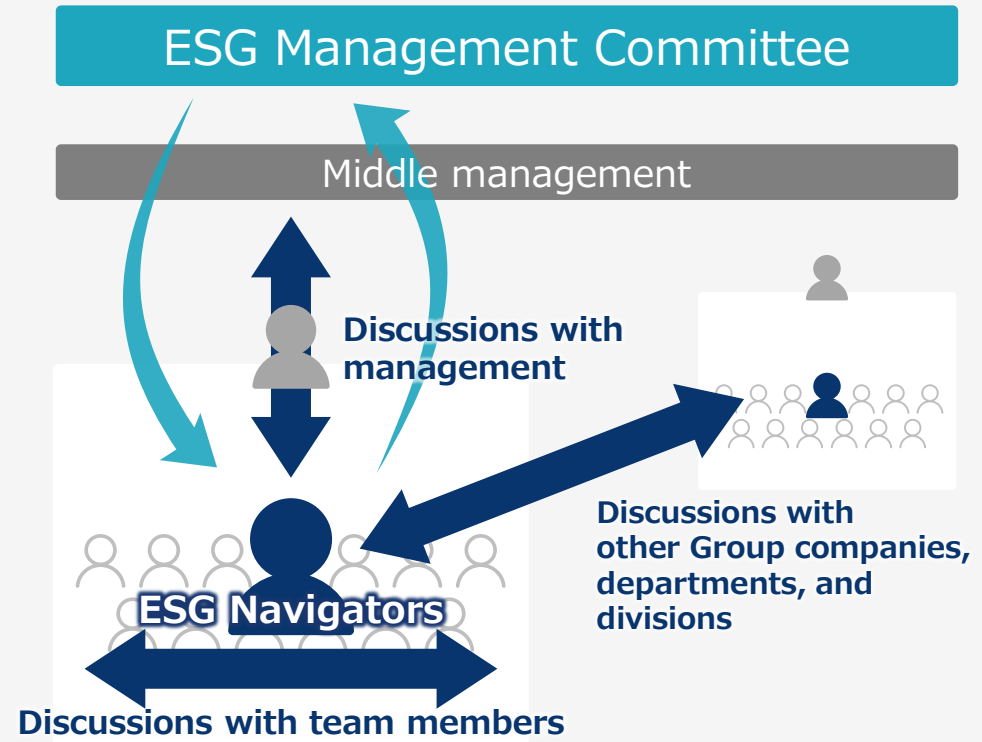 ESG Management Committee
Middle management
Discussions with
management
Discussions with
other Group companies,
departments, and
divisions
ESG Navigators
Discussions with team members